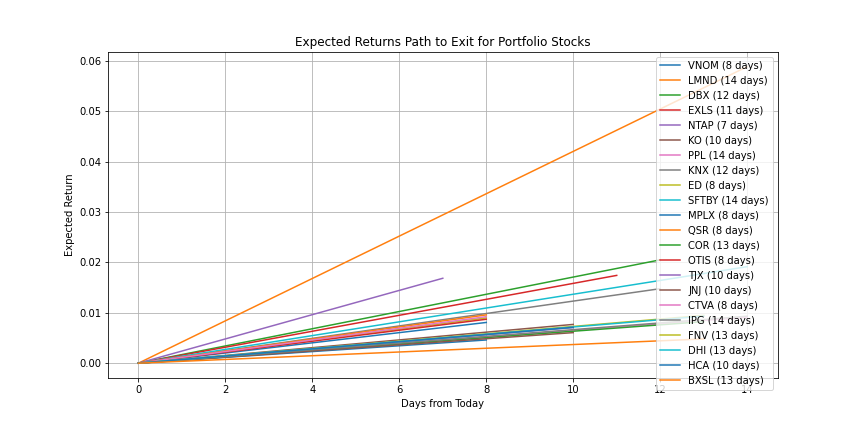 Expected Returns Path to Exit for Portfolio Stocks
0.06
0.05
0.04
0.03
0.02
0.01
0.00
Expected Return
0 2 4 6 8 10 12 14
Days from Today
VNOM (8 days)
LMND (14 days)
DBX (12 days)
EXLS (11 days)
NTAP (7 days)
KO (10 days)
PPL (14 days)
KNX (12 days)
ED (8 days)
SFTBY (14 days)
MPLX (8 days)
QSR (8 days)
COR (13 days)
OTIS (8 days)
TJX (10 days)
JNJ (10 days)
CTVA (8 days)
IPG (14 days)
FNV (13 days)
DHI (13 days)
HCA (10 days)
BXSL (13 days)